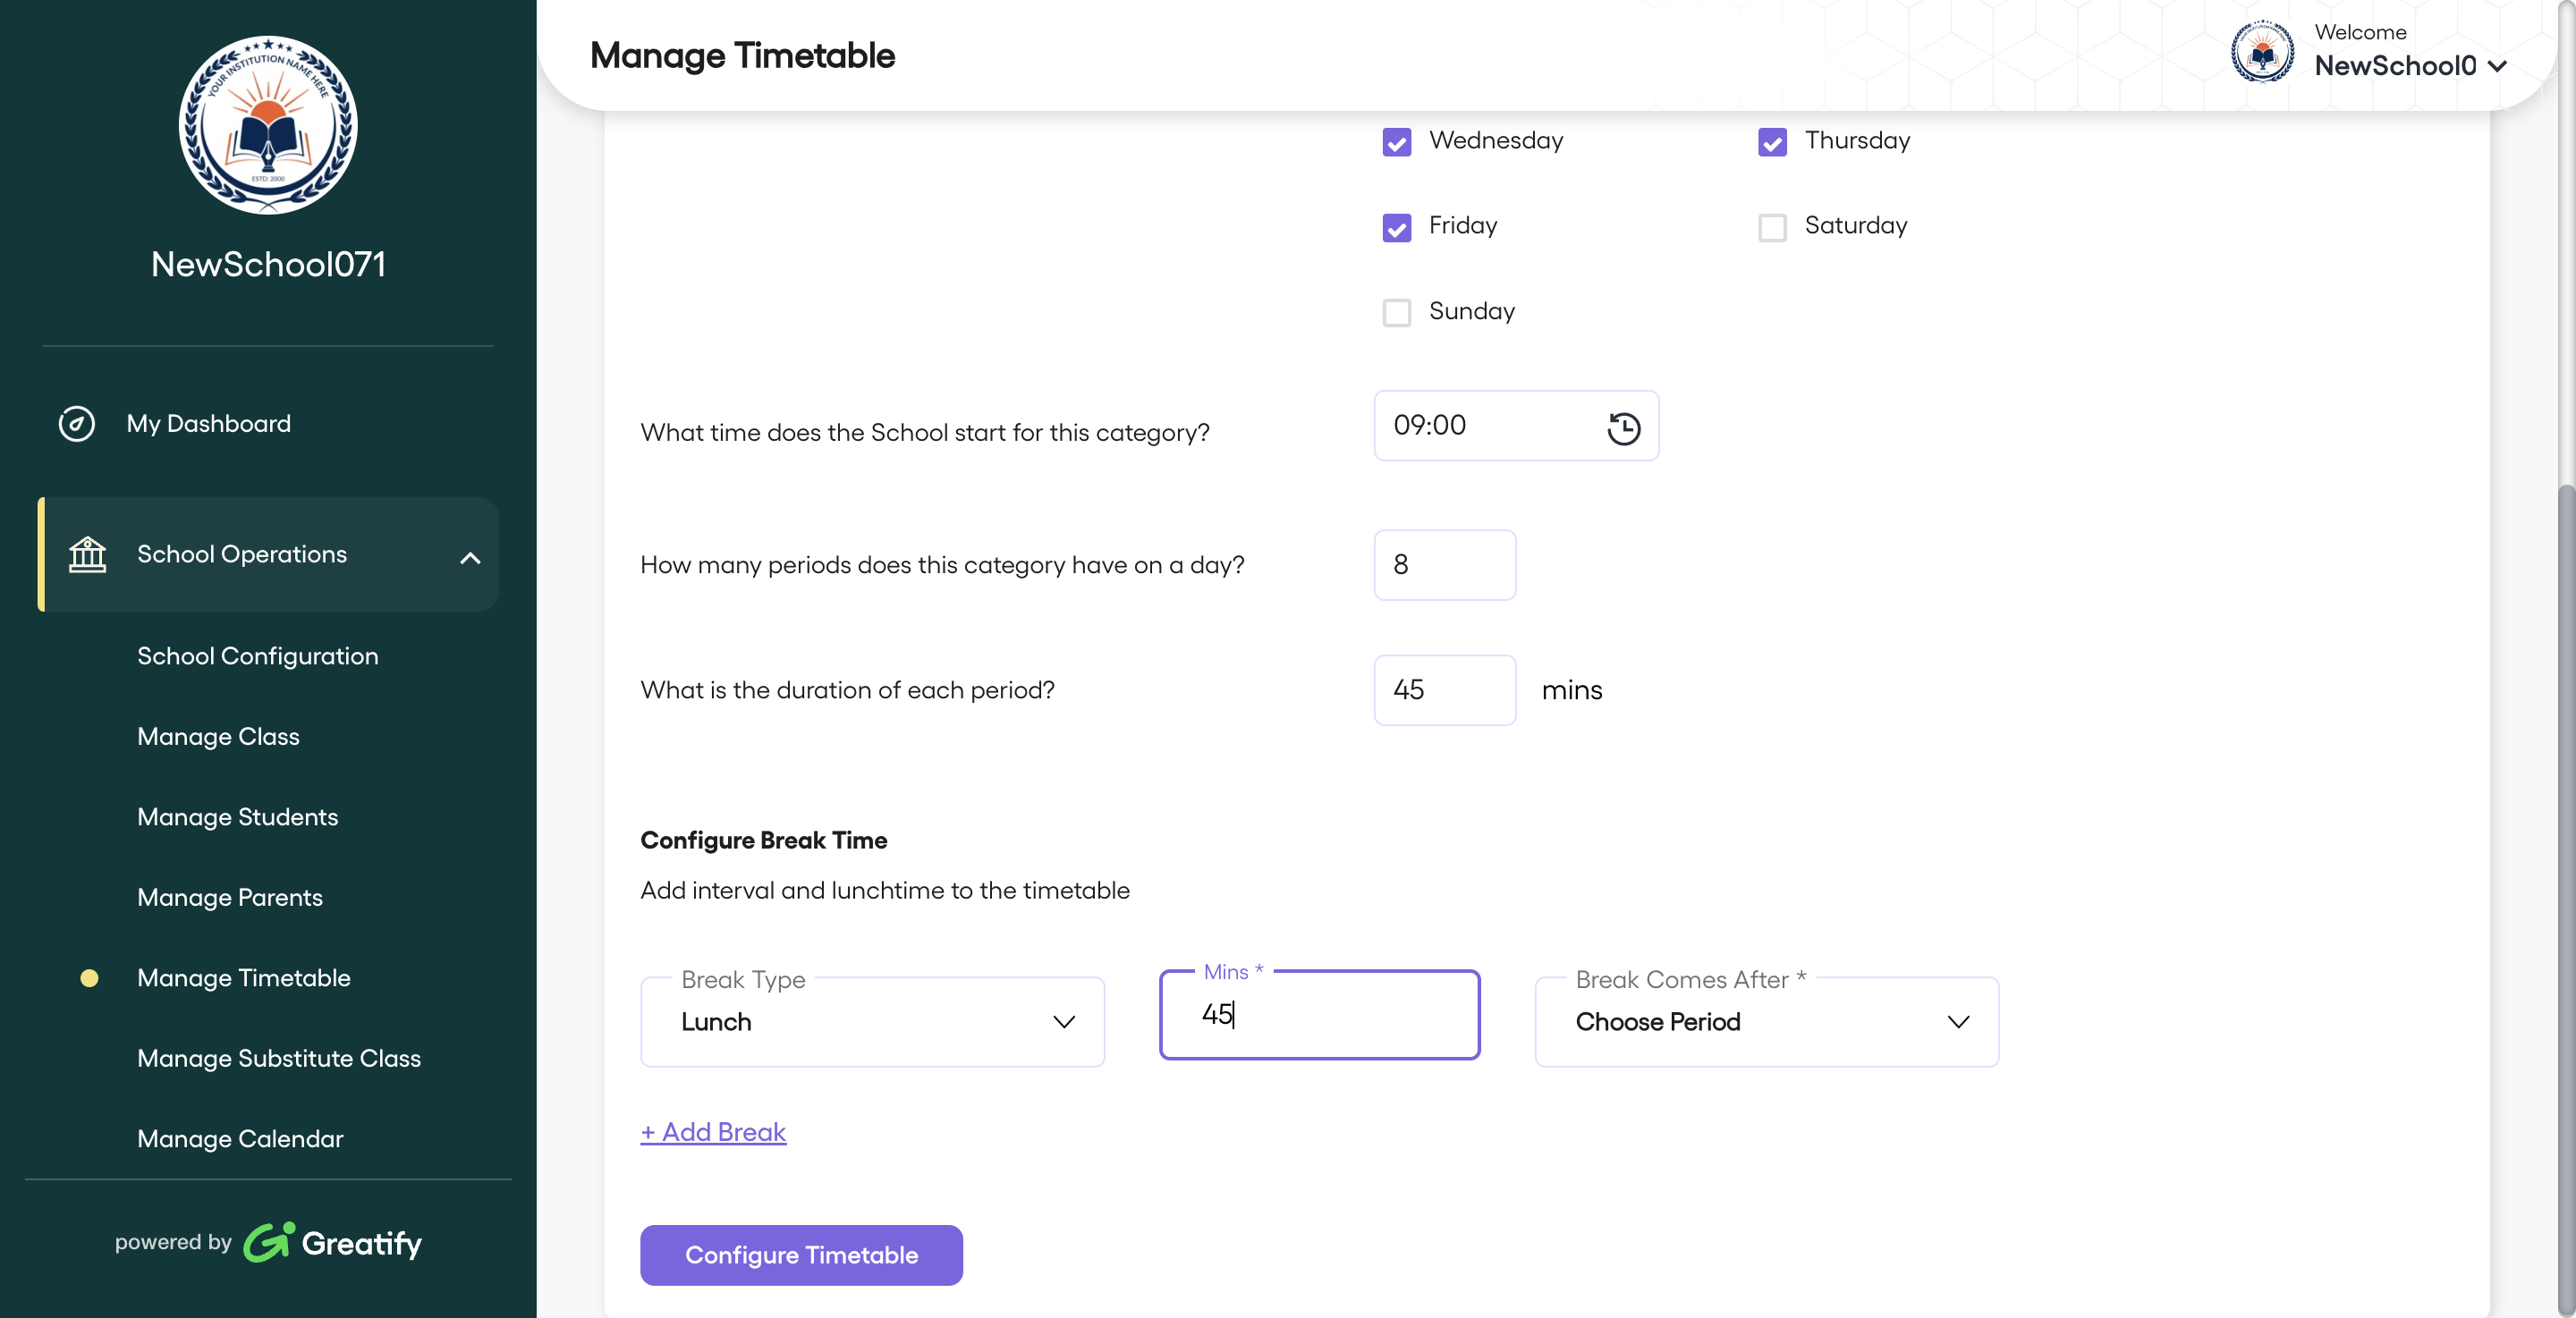 YOUR INSTITUTION NAME HERE
ESTD: 2000
NewSchool071
My Dashboard
School Operations
School Configuration
Manage Class
Manage Students
Manage Parents
Manage Timetable
Manage Substitute Class
Manage Calendar
powered by Greatify
Manage Timetable
Welcome
NewSchool0
Wednesday
Thursday
Friday
Saturday
Sunday
What time does the School start for this category?
09:00
How many periods does this category have on a day?
8
What is the duration of each period?
45 mins
Configure Break Time
Add interval and lunchtime to the timetable
Break Type
Lunch
Mins *
45
Break Comes After *
Choose Period
+ Add Break
Configure Timetable